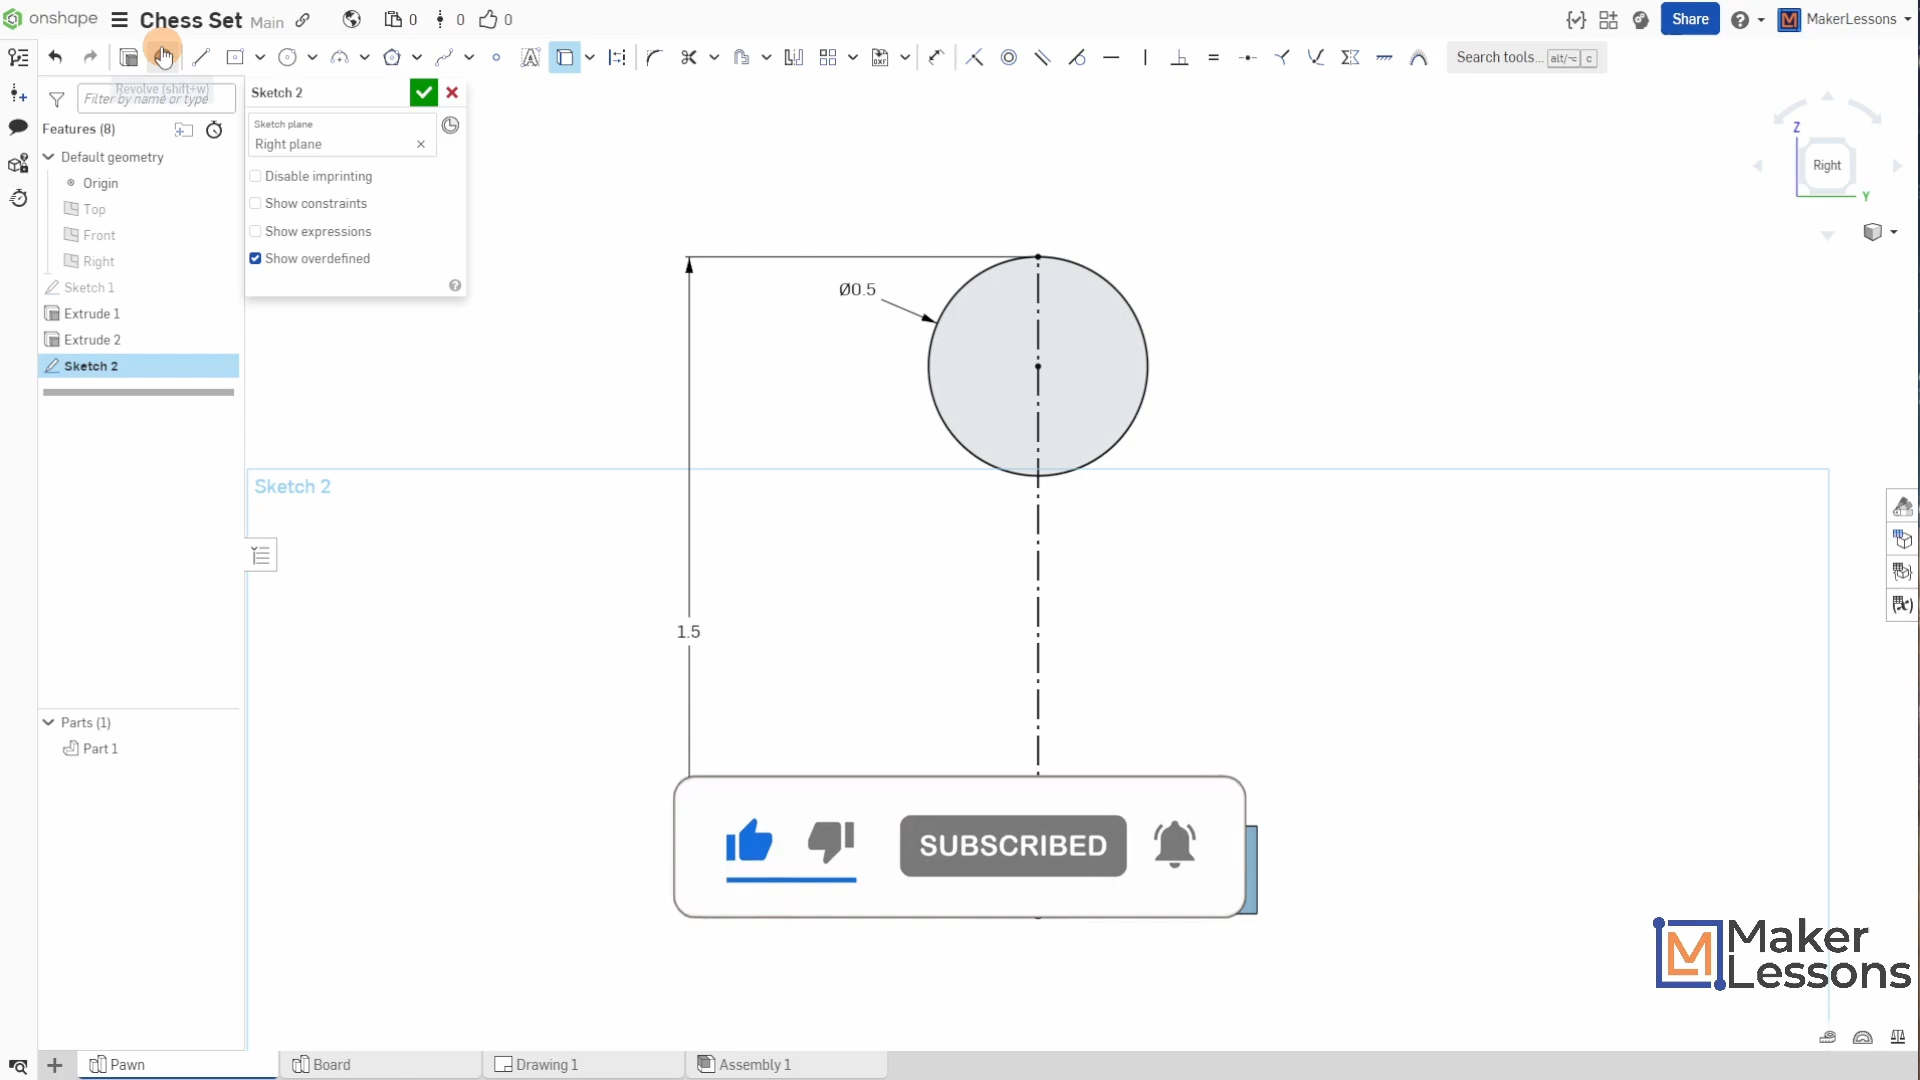 onshape
Chess Set Main
0
0
0
Share
MakerLessons
Search tools... alt/⌥ c
Revolve (shift+w)
Filter by name or type
Features (8)
Default geometry
Origin
Top
Front
Right
Sketch 1
Extrude 1
Extrude 2
Sketch 2
Parts (1)
Part 1
Sketch 2
Sketch plane
Right plane
Disable imprinting
Show constraints
Show expressions
Show overdefined
Z
Right
Y
Ø0.5
1.5
Sketch 2
SUBSCRIBED
Maker
Lessons
Pawn
Board
Drawing 1
Assembly 1